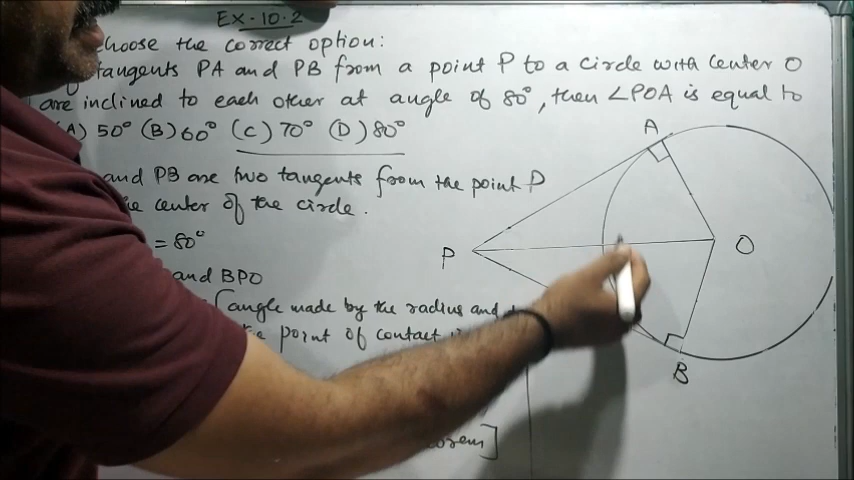 Ex. 10.2
hoose the correct option:
tangents PA and PB from a point P to a circle with center O
are inclined to each other at angle of 80°, then ∠POA is equal to
A) 50° (B) 60° (C) 70° (D) 80°
and PB are two tangents from the point P
center of the circle.
= 80°
and BPO
[angle made by the radius and
point of contact
orem]
A
P
O
B